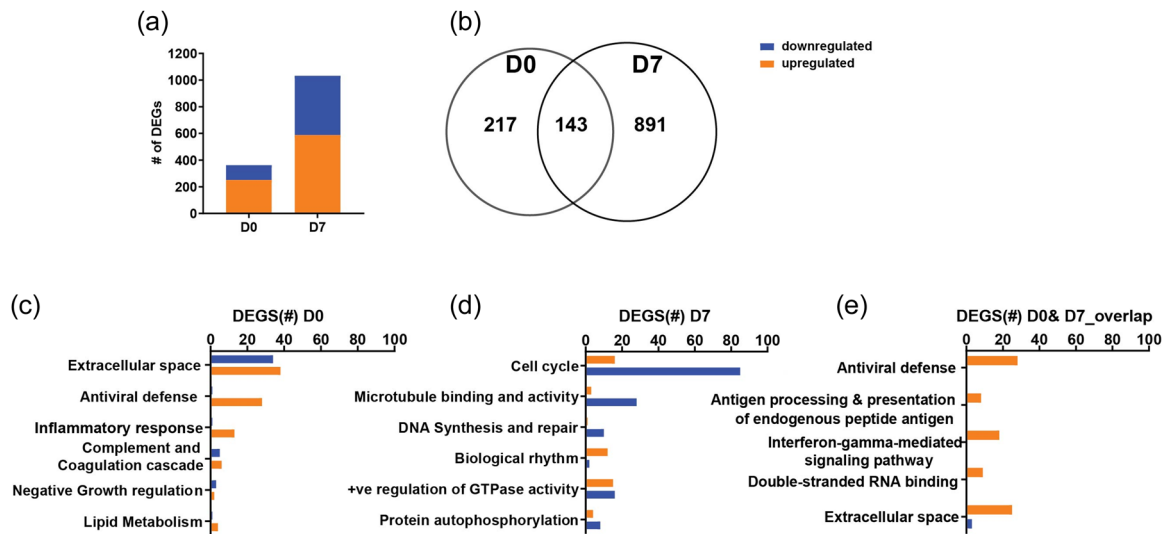 (a)
# of DEGs
1200
1000
800
600
400
200
0
D0
D7
(b)
D0
D7
217
143
891
downregulated
upregulated
(c)
DEGS(#) D0
0 20 40 60 80 100
Extracellular space
Antiviral defense
Inflammatory response
Complement and
Coagulation cascade
Negative Growth regulation
Lipid Metabolism
(d)
DEGS(#) D7
0 20 40 60 80 100
Cell cycle
Microtubule binding and activity
DNA Synthesis and repair
Biological rhythm
+ve regulation of GTPase activity
Protein autophosphorylation
(e)
DEGS(#) D0& D7_overlap
0 20 40 60 80 100
Antiviral defense
Antigen processing & presentation
of endogenous peptide antigen
Interferon-gamma-mediated
signaling pathway
Double-stranded RNA binding
Extracellular space